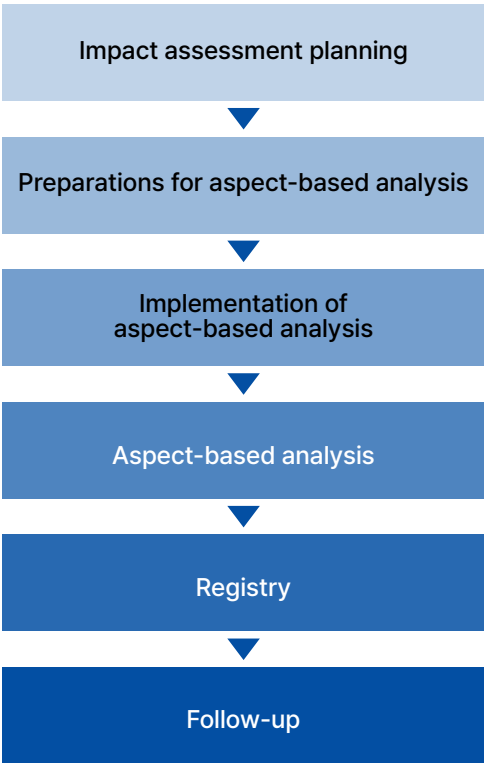 Impact assessment planning
Preparations for aspect-based analysis
Implementation of
aspect-based analysis
Aspect-based analysis
Registry
Follow-up